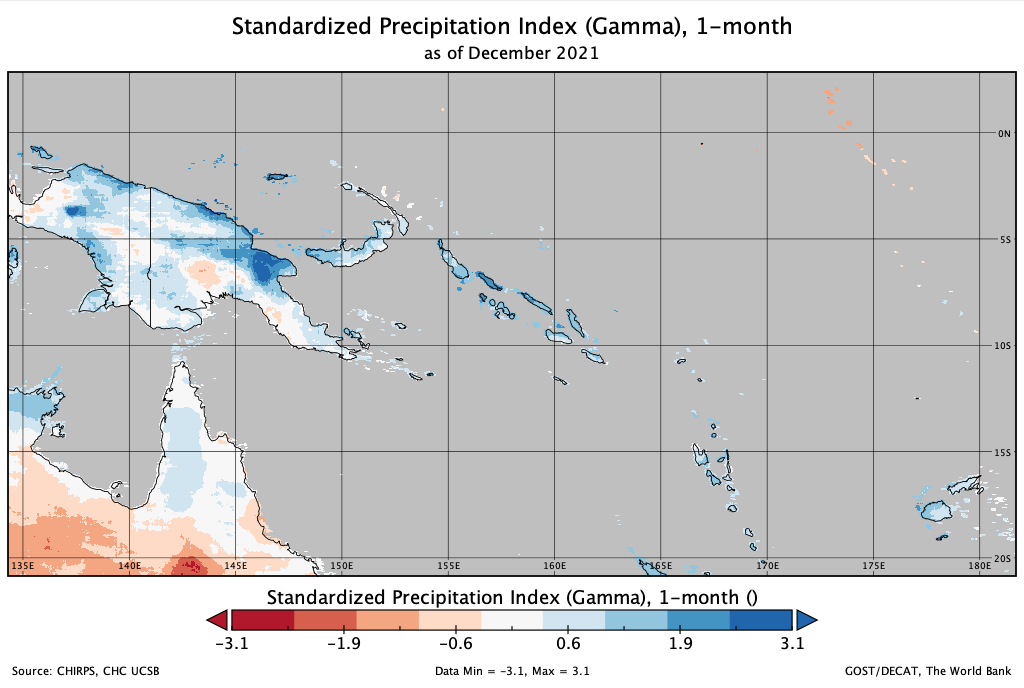 Standardized Precipitation Index (Gamma), 1-month
as of December 2021
0N
5S
10S
15S
20S
135E 140E 145E 150E 155E 160E 165E 170E 175E 180E
Standardized Precipitation Index (Gamma), 1-month ()
-3.1 -1.9 -0.6 0.6 1.9 3.1
Source: CHIRPS, CHC UCSB Data Min = -3.1, Max = 3.1 GOST/DECAT, The World Bank